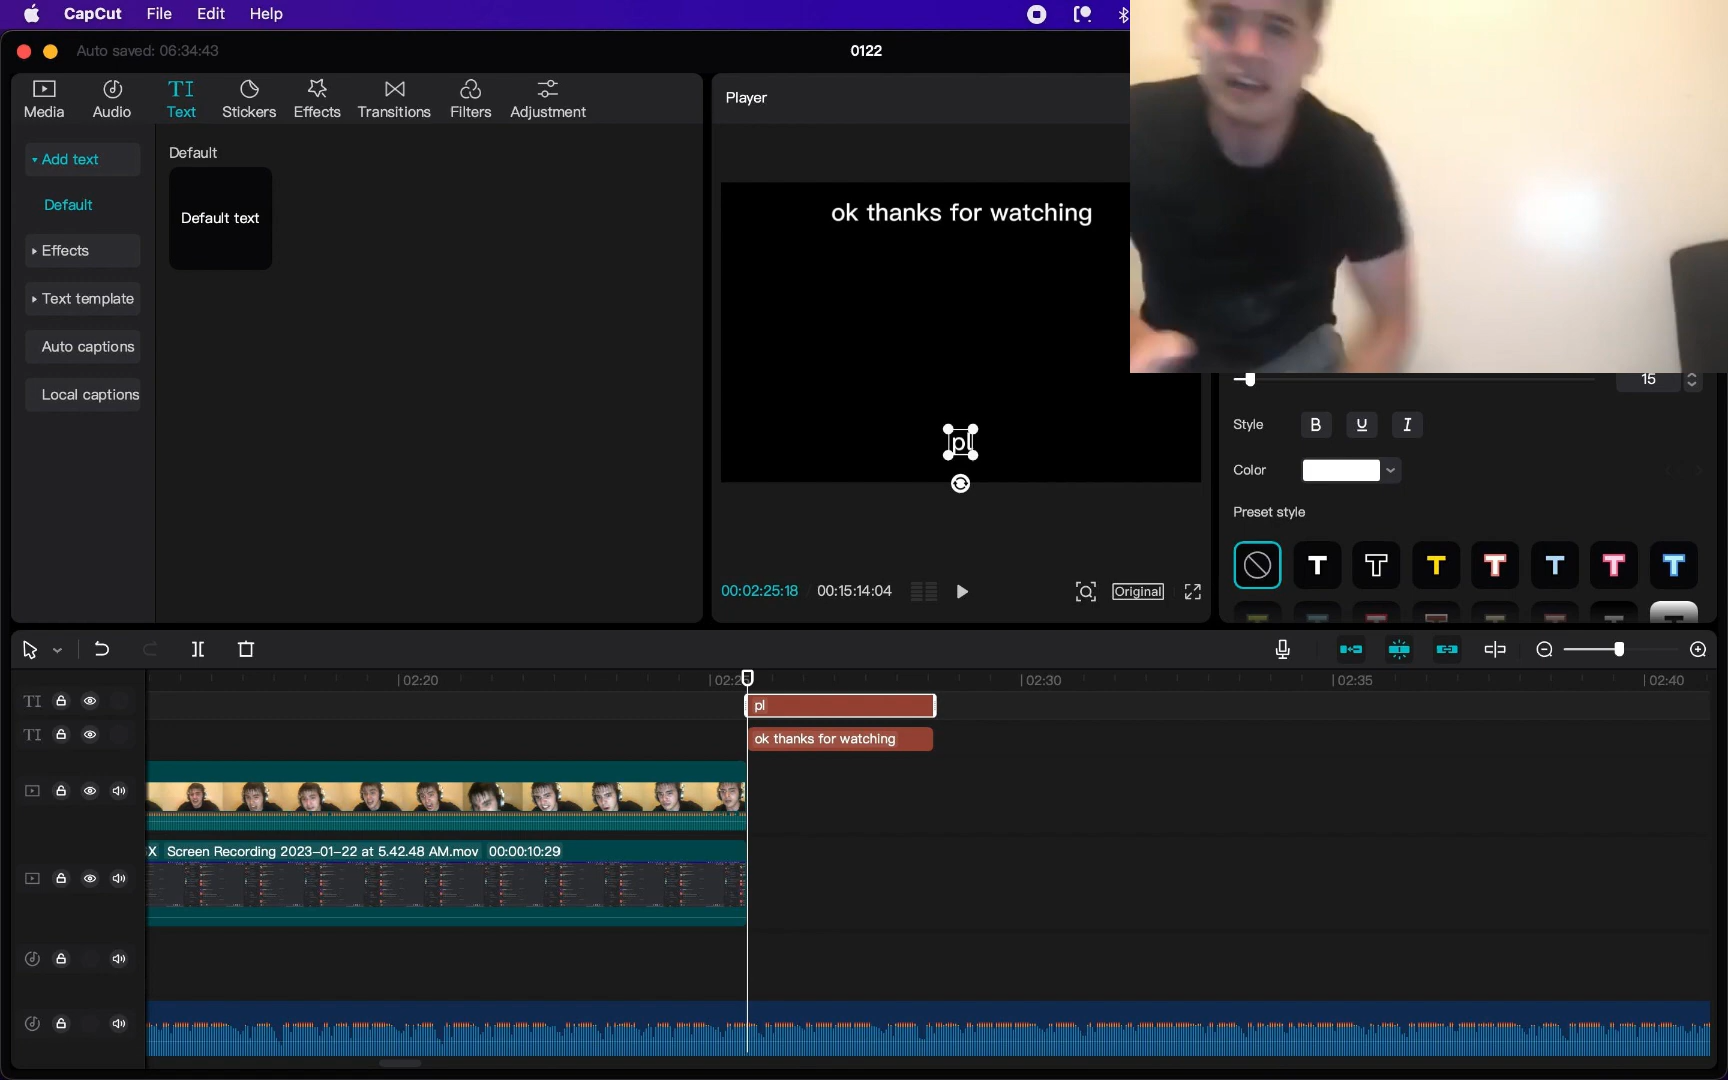 CapCut File Edit Help
Auto saved: 06:34:43
0122
Media Audio TI Text Stickers Effects Transitions Filters Adjustment
Player
Add text
Default
Effects
Text template
Auto captions
Local captions
Default
Default text
ok thanks for watching
pl
00:02:25:18 / 00:15:14:04
Original
15
Style B U I
Color
Preset style
T T T T T T T
02:20 02:30 02:35 02:40
TI pl
TI ok thanks for watching
X Screen Recording 2023-01-22 at 5.42.48 AM.mov 00:00:10:29